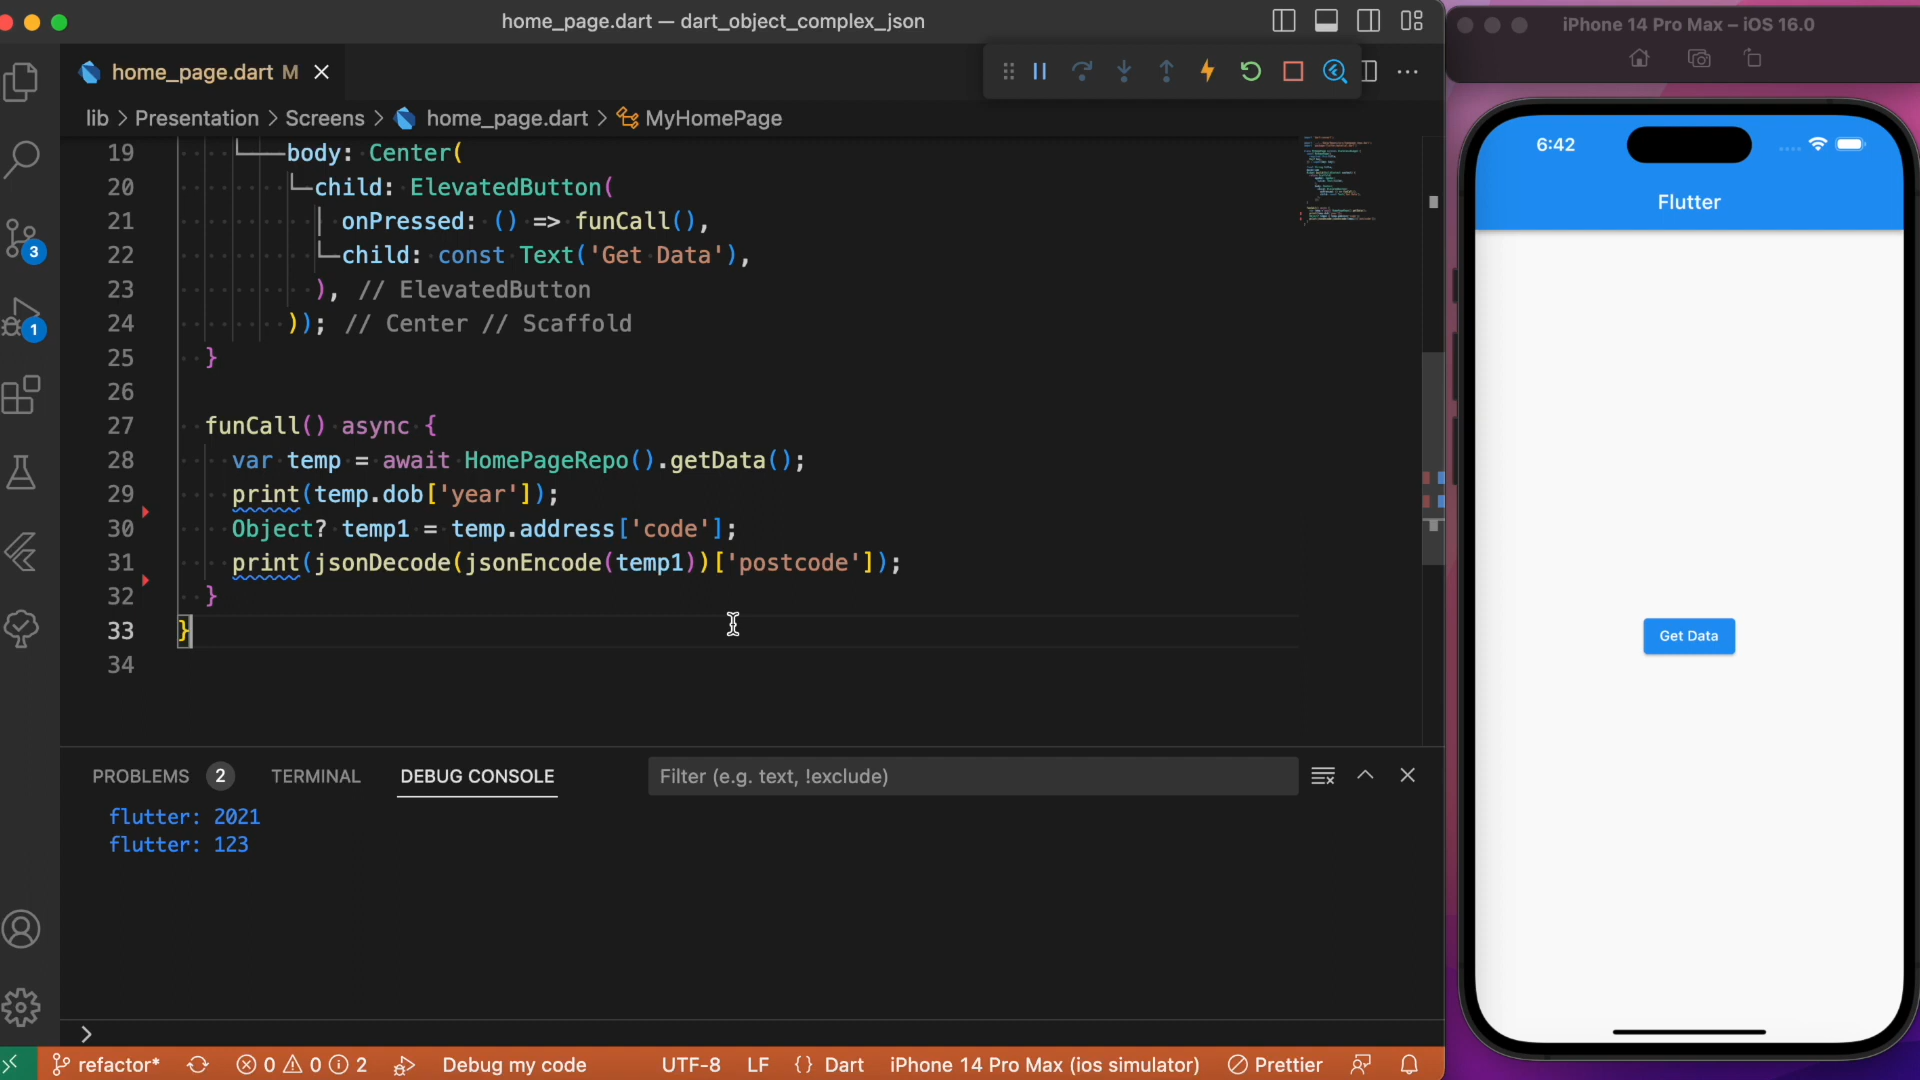 home_page.dart — dart_object_complex_json
home_page.dart M
lib > Presentation > Screens > home_page.dart > MyHomePage
19 body: Center(
20 child: ElevatedButton(
21 onPressed: () => funCall(),
22 child: const Text('Get Data'),
23 ), // ElevatedButton
24 )); // Center // Scaffold
25 }
26
27 funCall() async {
28 var temp = await HomePageRepo().getData();
29 print(temp.dob['year']);
30 Object? temp1 = temp.address['code'];
31 print(jsonDecode(jsonEncode(temp1))['postcode']);
32 }
33 }
34
3
1
PROBLEMS 2 TERMINAL DEBUG CONSOLE Filter (e.g. text, !exclude)
flutter: 2021
flutter: 123
refactor* 0 0 2 Debug my code UTF-8 LF {} Dart iPhone 14 Pro Max (ios simulator) Prettier
iPhone 14 Pro Max – iOS 16.0
6:42
Flutter
Get Data